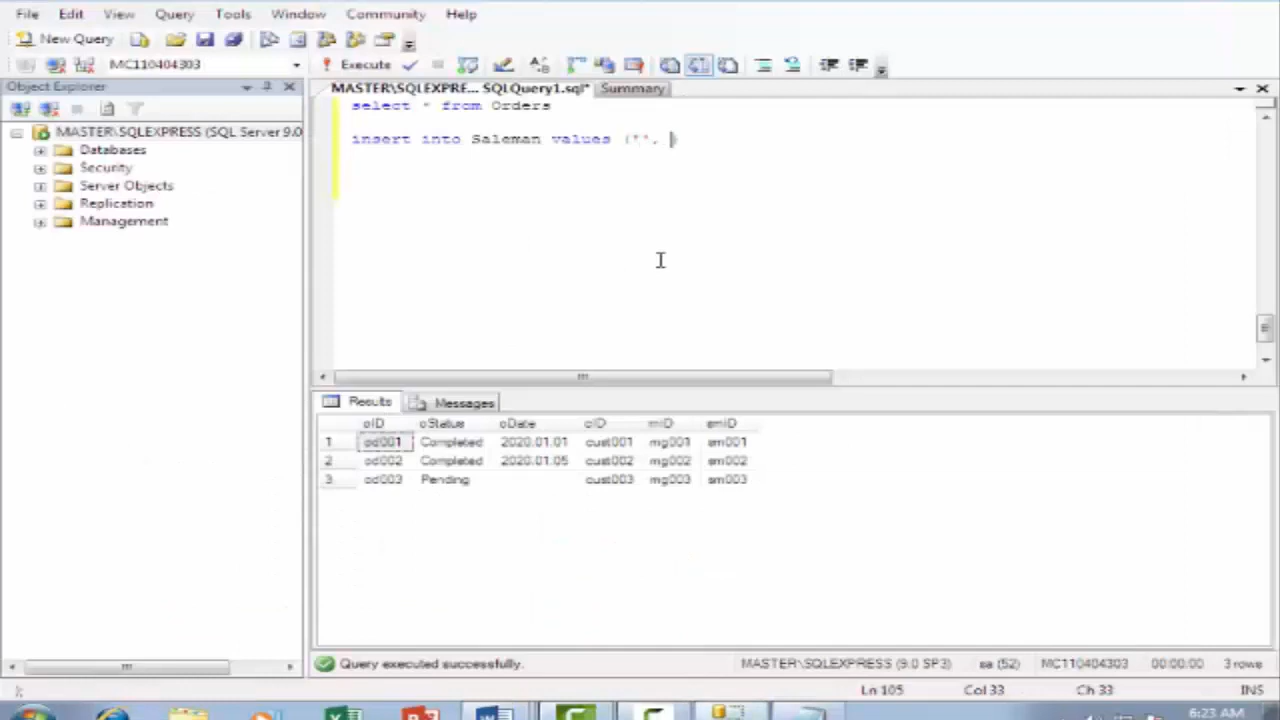 File Edit View Query Tools Window Community Help
New Query
MC110404303 Execute
Object Explorer
MASTER\SQLEXPRE... SQLQuery1.sql* Summary
MASTER\SQLEXPRESS (SQL Server 9.0
Databases
Security
Server Objects
Replication
Management
select * from Orders
insert into Saleman values ('', )
Results Messages
oID oStatus oDate cID mID smID
1 od001 Completed 2020.01.01 cust001 mg001 sm001
2 od002 Completed 2020.01.05 cust002 mg002 sm002
3 od003 Pending cust003 mg003 sm003
Query executed successfully. MASTER\SQLEXPRESS (9.0 SP3) sa (52) MC110404303 00:00:00 3 rows
Ln 105 Col 33 Ch 33 INS
6:23 AM